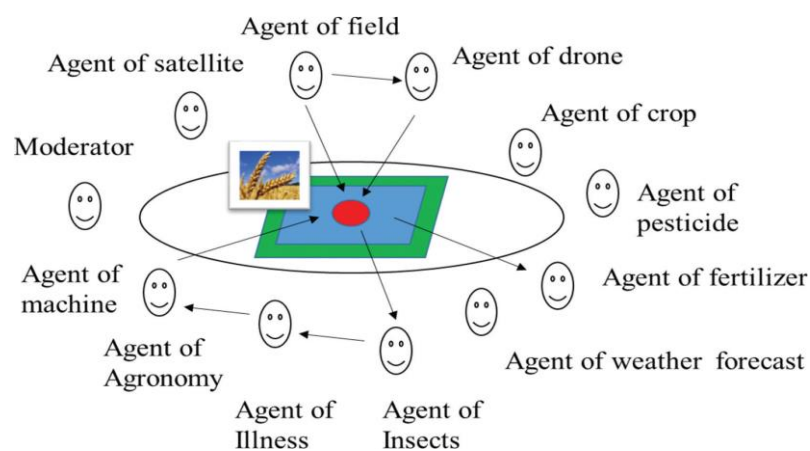 Agent of field
Agent of satellite
Agent of drone
Agent of crop
Moderator
Agent of
pesticide
Agent of
machine
Agent of fertilizer
Agent of
Agronomy
Agent of weather forecast
Agent of
Illness
Agent of
Insects